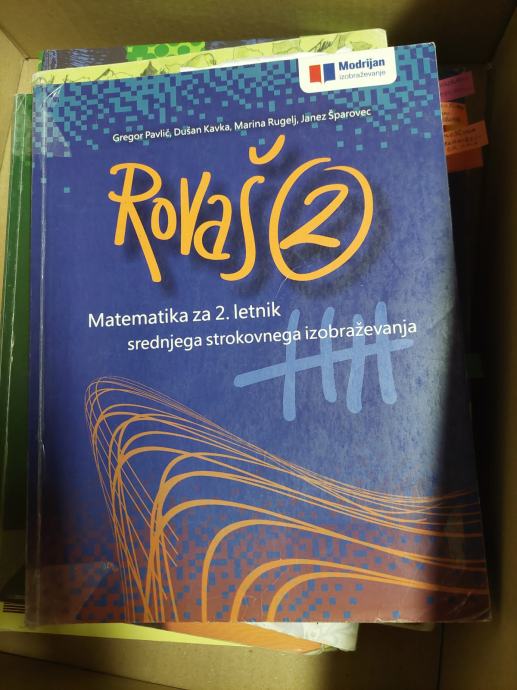 Modrijan
izobraževanje
Gregor Pavlič, Dušan Kavka, Marina Rugelj, Janez Šparovec
Rovaš 2
Matematika za 2. letnik
srednjega strokovnega izobraževanja